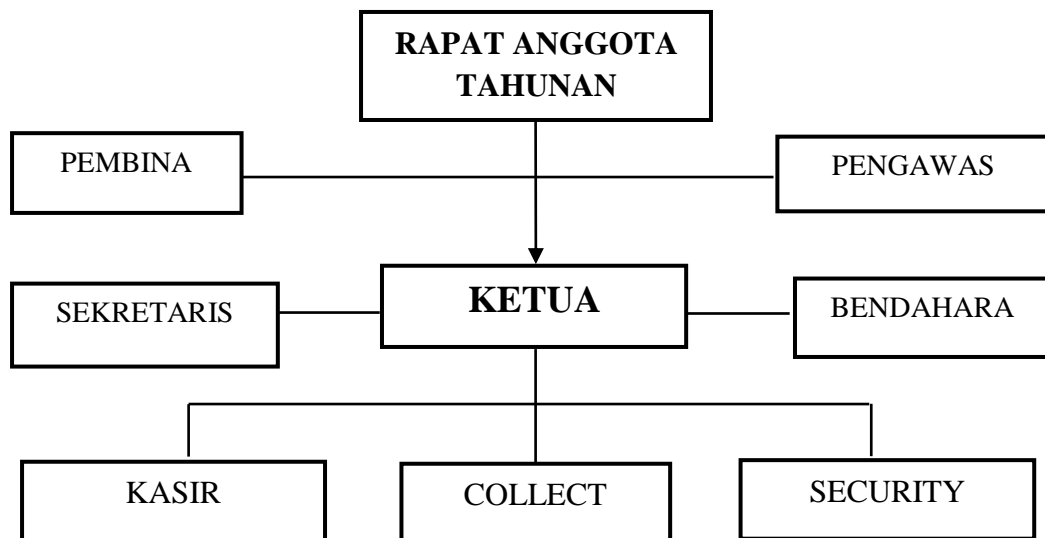 RAPAT ANGGOTA
TAHUNAN
PEMBINA
PENGAWAS
KETUA
SEKRETARIS
BENDAHARA
KASIR
COLLECT
SECURITY